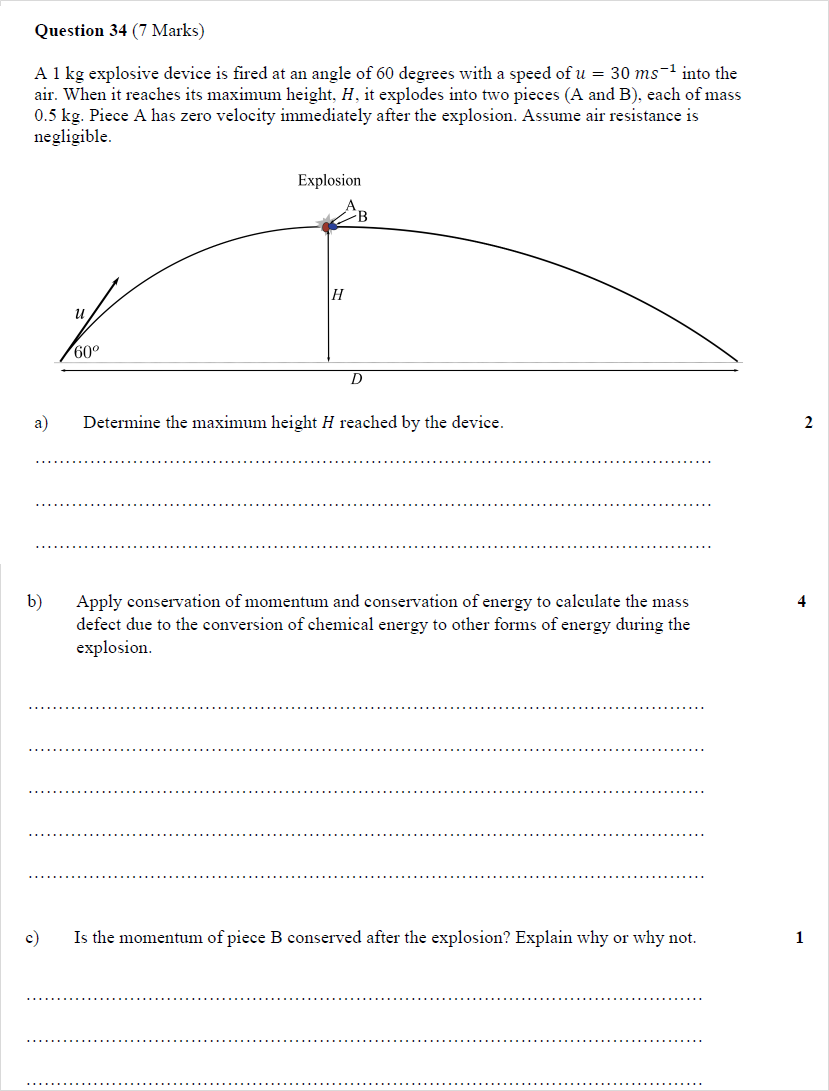 Question 34 (7 Marks)
A 1 kg explosive device is fired at an angle of 60 degrees with a speed of u = 30 ms⁻¹ into the
air. When it reaches its maximum height, H, it explodes into two pieces (A and B), each of mass
0.5 kg. Piece A has zero velocity immediately after the explosion. Assume air resistance is
negligible.
Explosion
A
B
H
u
60º
D
a) Determine the maximum height H reached by the device. 2
b) Apply conservation of momentum and conservation of energy to calculate the mass 4
defect due to the conversion of chemical energy to other forms of energy during the
explosion.
c) Is the momentum of piece B conserved after the explosion? Explain why or why not. 1